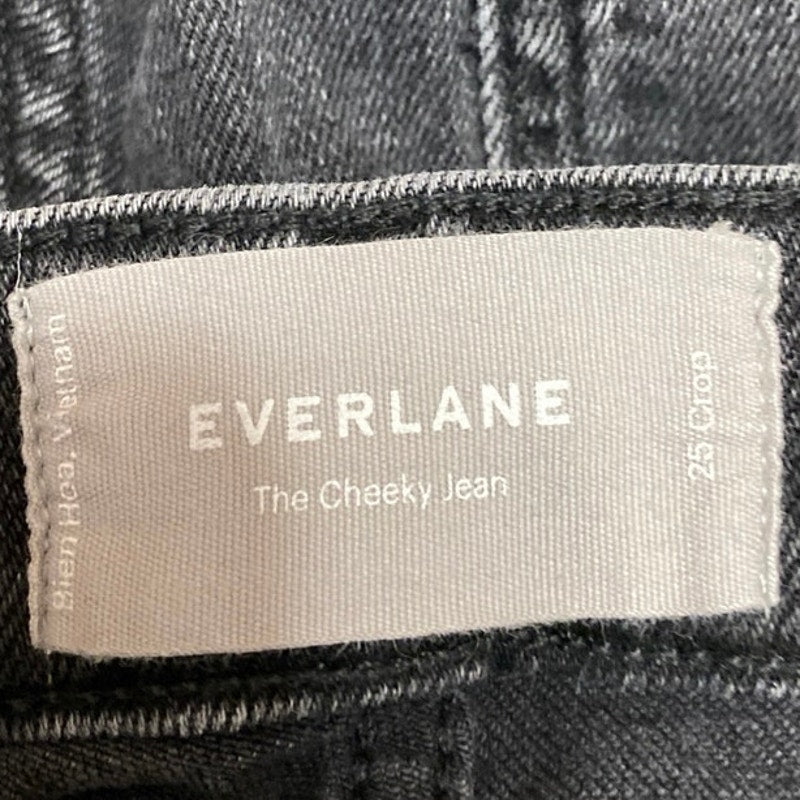 EVERLANE
The Cheeky Jean
25 Crop
Bien Hoa, Vietnam